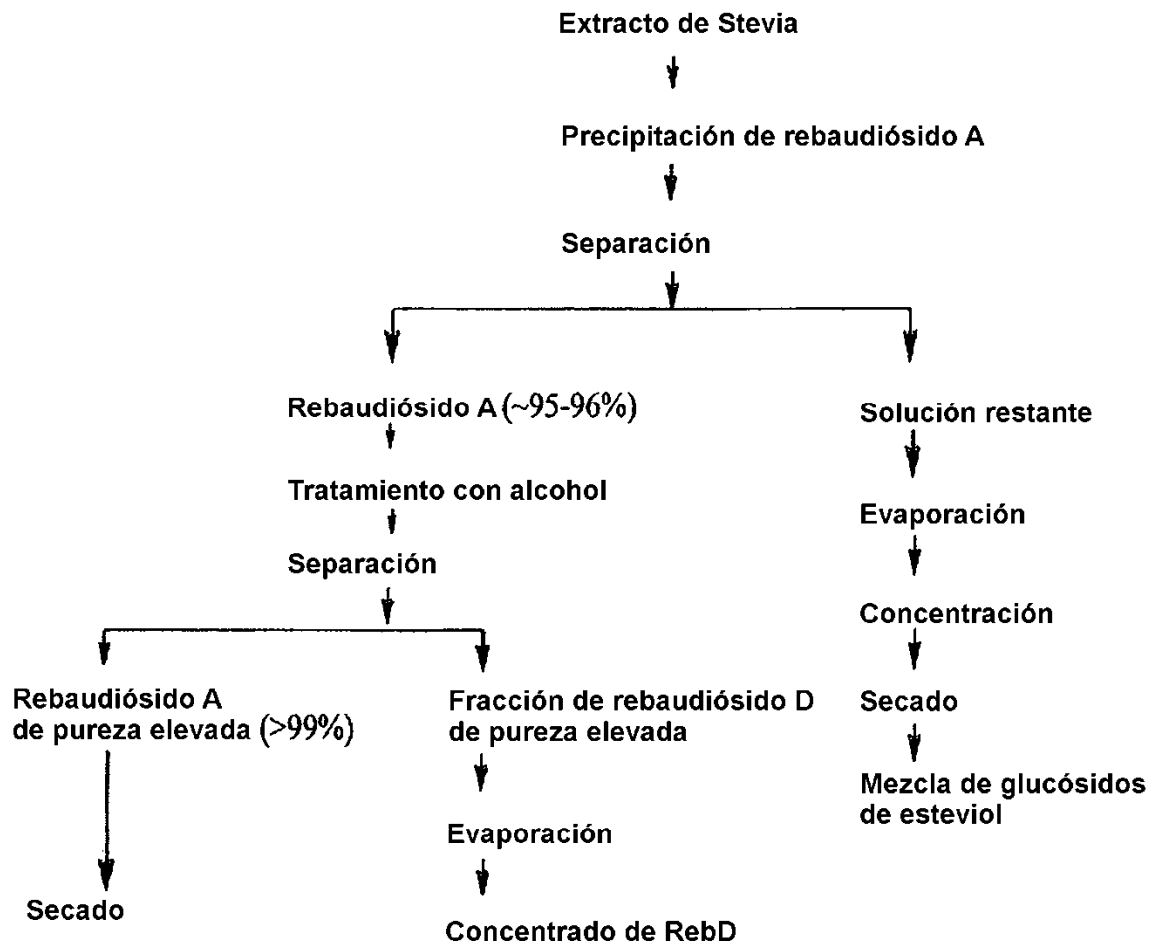 Extracto de Stevia
Precipitación de rebaudiósido A
Separación
Rebaudiósido A (~95-96%)
Tratamiento con alcohol
Separación
Rebaudiósido A
de pureza elevada (>99%)
Secado
Fracción de rebaudiósido D
de pureza elevada
Evaporación
Concentrado de RebD
Solución restante
Evaporación
Concentración
Secado
Mezcla de glucósidos
de esteviol